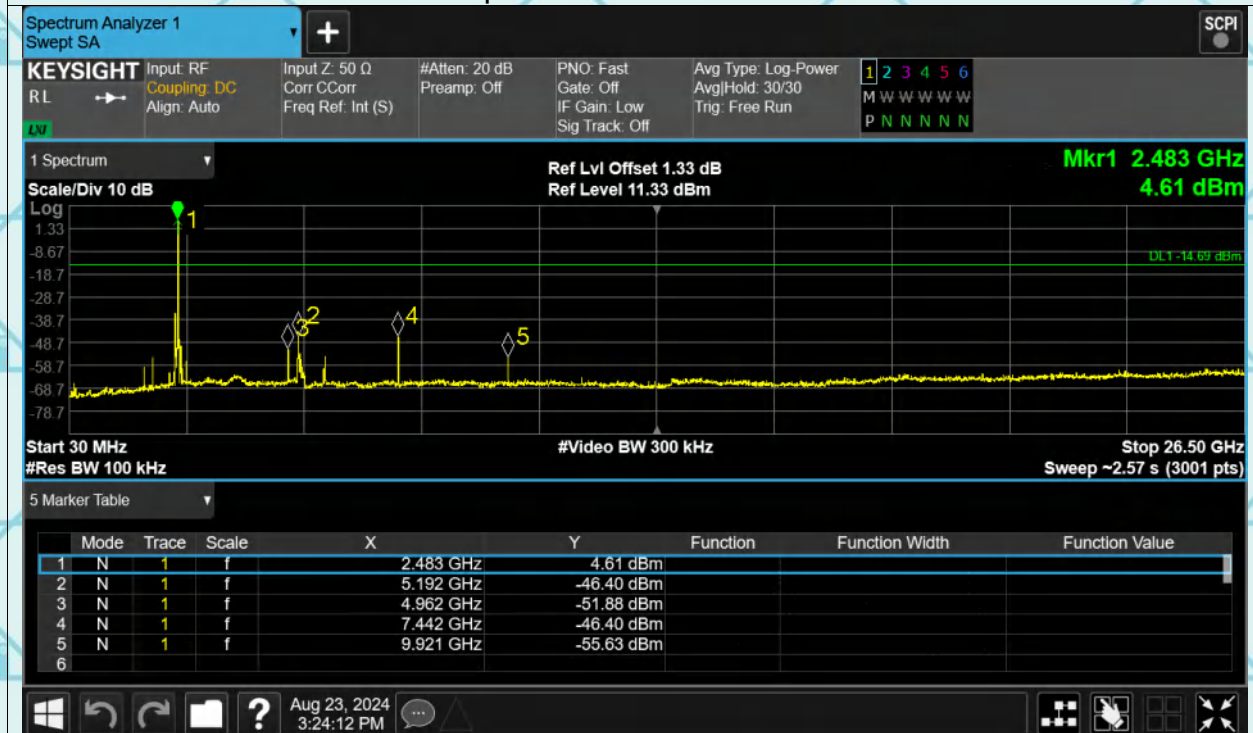 Spectrum Analyzer 1
Swept SA
+
SCPI
KEYSIGHT
RL
LXI
Input: RF
Coupling: DC
Align: Auto
Input Z: 50 Ω
Corr CCorr
Freq Ref: Int (S)
#Atten: 20 dB
Preamp: Off
PNO: Fast
Gate: Off
IF Gain: Low
Sig Track: Off
Avg Type: Log-Power
Avg|Hold: 30/30
Trig: Free Run
1 2 3 4 5 6
M W W W W W
P N N N N N
1 Spectrum
Scale/Div 10 dB
Ref Lvl Offset 1.33 dB
Ref Level 11.33 dBm
Mkr1 2.483 GHz
4.61 dBm
Log
1.33
-8.67
-18.7
-28.7
-38.7
-48.7
-58.7
-68.7
-78.7
1
2
3
4
5
DL1 -14.69 dBm
Start 30 MHz
#Res BW 100 kHz
#Video BW 300 kHz
Stop 26.50 GHz
Sweep ~2.57 s (3001 pts)
5 Marker Table
Mode Trace Scale X Y Function Function Width Function Value
1 N 1 f 2.483 GHz 4.61 dBm
2 N 1 f 5.192 GHz -46.40 dBm
3 N 1 f 4.962 GHz -51.88 dBm
4 N 1 f 7.442 GHz -46.40 dBm
5 N 1 f 9.921 GHz -55.63 dBm
6
?
Aug 23, 2024
3:24:12 PM